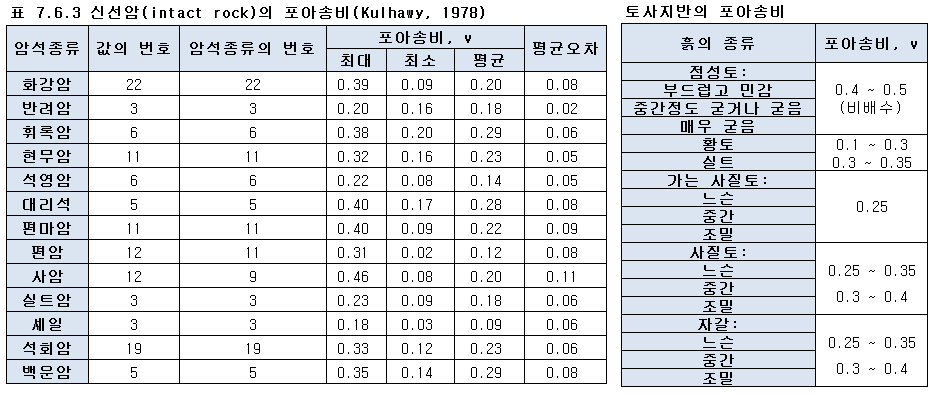 표 7.6.3 신선암(intact rock)의 포아송비(Kulhawy, 1978)
암석종류 값의 번호 암석종류의 번호 포아송비, ν 평균오차
최대 최소 평균
화강암 22 22 0.39 0.09 0.20 0.08
반려암 3 3 0.20 0.16 0.18 0.02
휘록암 6 6 0.38 0.20 0.29 0.06
현무암 11 11 0.32 0.16 0.23 0.05
석영암 6 6 0.22 0.08 0.14 0.05
대리석 5 5 0.40 0.17 0.28 0.08
편마암 11 11 0.40 0.09 0.22 0.09
편암 12 11 0.31 0.02 0.12 0.08
사암 12 9 0.46 0.08 0.20 0.11
실트암 3 3 0.23 0.09 0.18 0.06
셰일 3 3 0.18 0.03 0.09 0.06
석회암 19 19 0.33 0.12 0.23 0.06
백운암 5 5 0.35 0.14 0.29 0.08
토사지반의 포아송비
흙의 종류 포아송비, ν
점성토:
부드럽고 민감 0.4 ~ 0.5
중간정도 굳거나 굳음 (비배수)
매우 굳음
황토 0.1 ~ 0.3
실트 0.3 ~ 0.35
가는 사질토:
느슨 0.25
중간
조밀
사질토:
느슨 0.25 ~ 0.35
중간 0.3 ~ 0.4
조밀
자갈:
느슨 0.25 ~ 0.35
중간 0.3 ~ 0.4
조밀